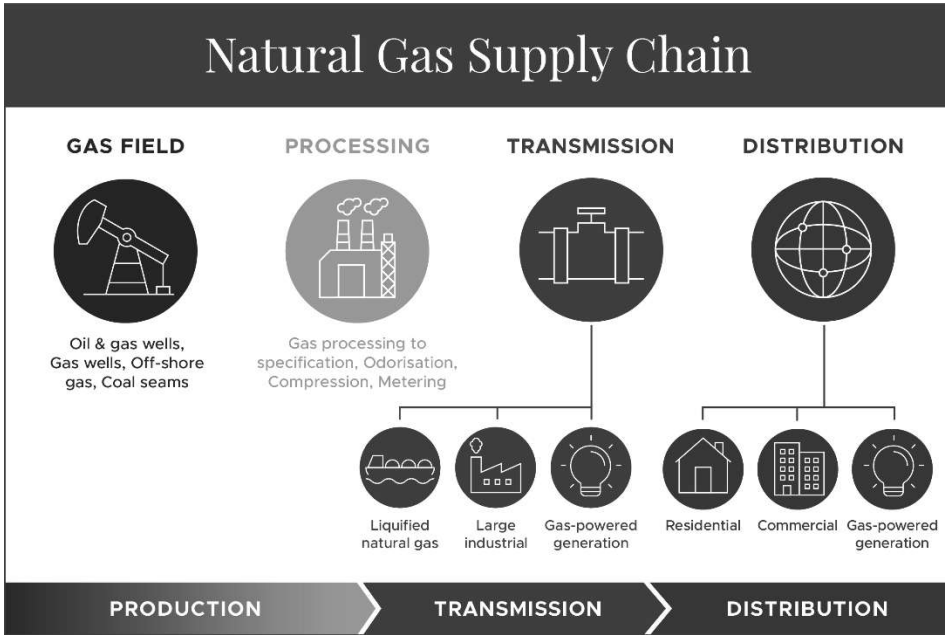 Natural Gas Supply Chain
GAS FIELD
Oil & gas wells,
Gas wells, Off-shore
gas, Coal seams
PROCESSING
Gas processing to
specification, Odorisation,
Compression, Metering
TRANSMISSION
Liquified
natural gas
Large
industrial
Gas-powered
generation
DISTRIBUTION
Residential
Commercial
Gas-powered
generation
PRODUCTION
TRANSMISSION
DISTRIBUTION